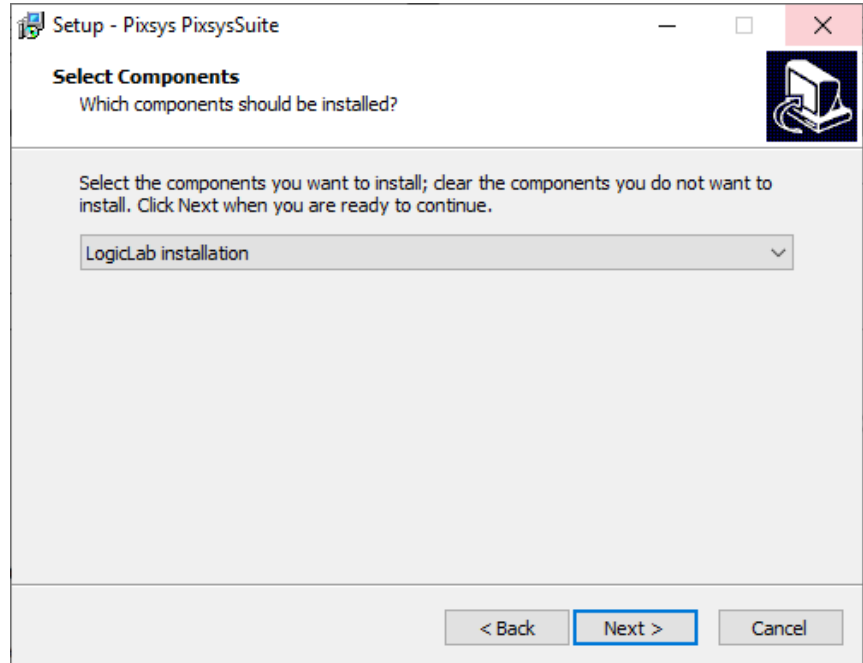 Setup - Pixsys PixsysSuite
Select Components
Which components should be installed?
Select the components you want to install; clear the components you do not want to
install. Click Next when you are ready to continue.
LogicLab installation
< Back
Next >
Cancel